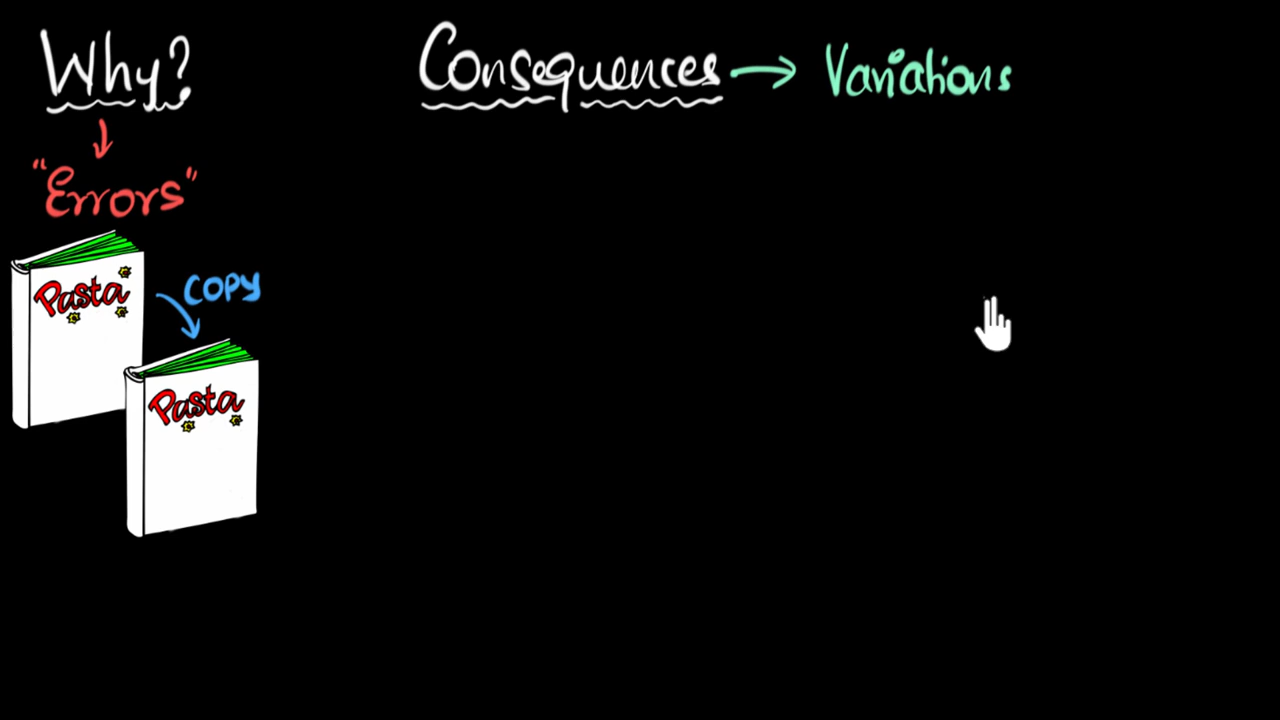 Why?
Consequences → Variations
"Errors"
Pasta
COPY
Pasta